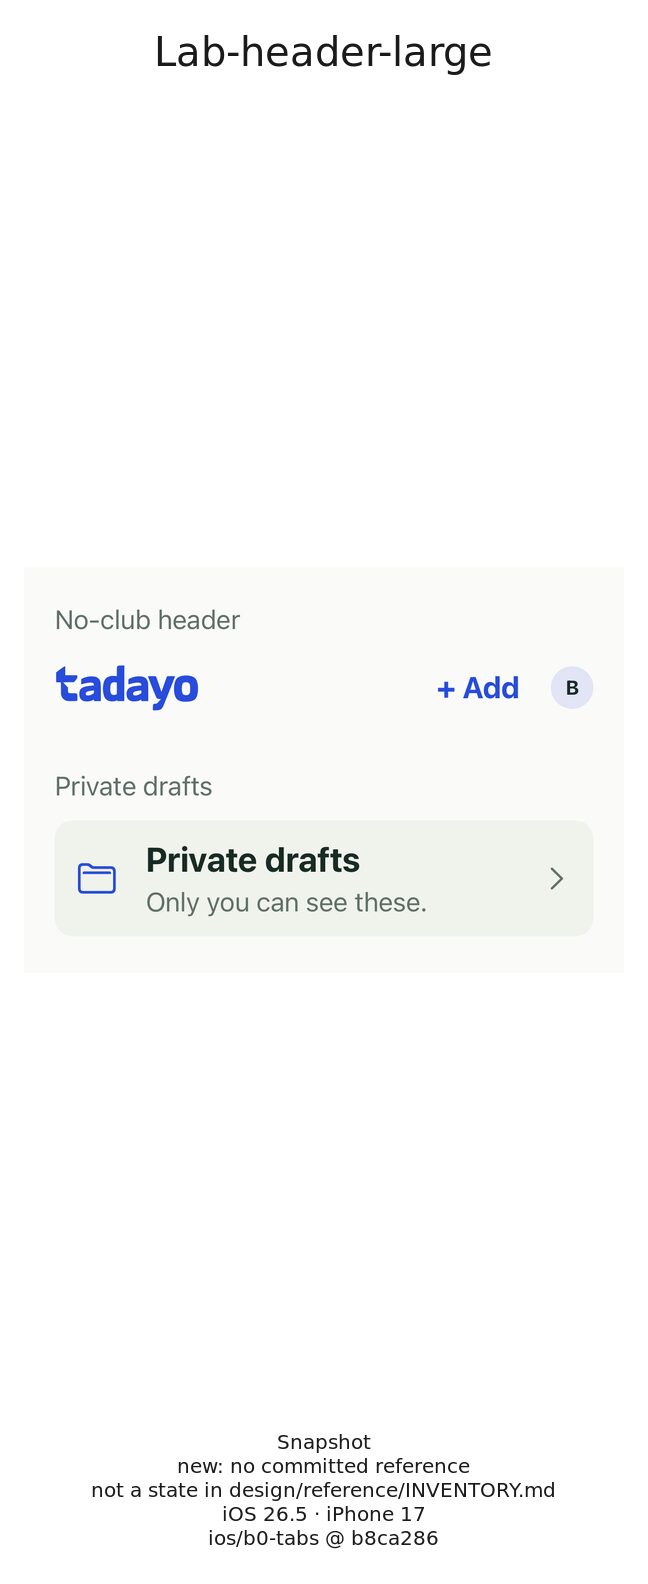 Lab-header-large
No-club header
tadayo
+ Add
B
Private drafts
Private drafts
Only you can see these.
Snapshot
new: no committed reference
not a state in design/reference/INVENTORY.md
iOS 26.5 · iPhone 17
ios/b0-tabs @ b8ca286